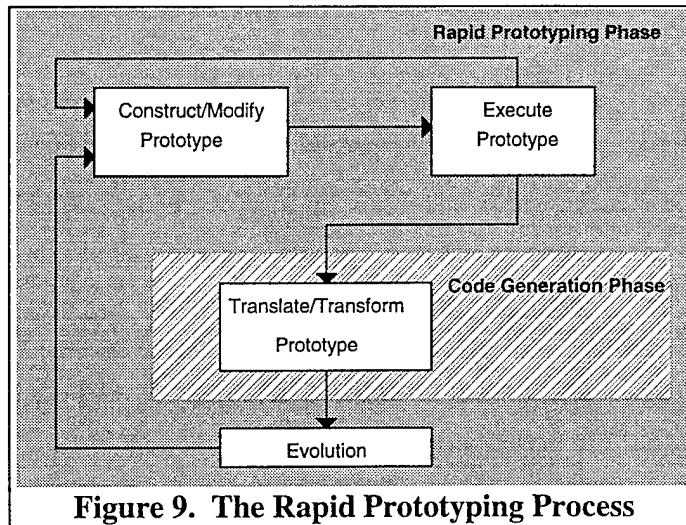 Rapid Prototyping Phase
Construct/Modify
Prototype
Execute
Prototype
Code Generation Phase
Translate/Transform
Prototype
Evolution
Figure 9. The Rapid Prototyping Process